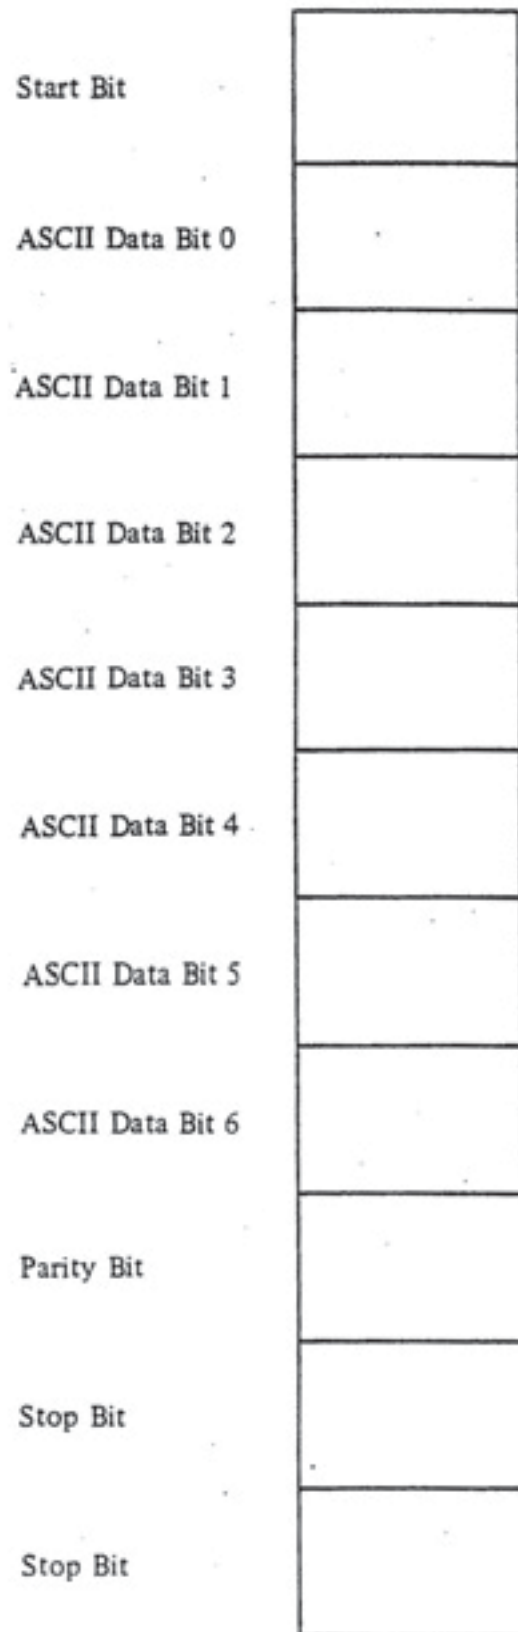 Start Bit
ASCII Data Bit 0
ASCII Data Bit 1
ASCII Data Bit 2
ASCII Data Bit 3
ASCII Data Bit 4
ASCII Data Bit 5
ASCII Data Bit 6
Parity Bit
Stop Bit
Stop Bit